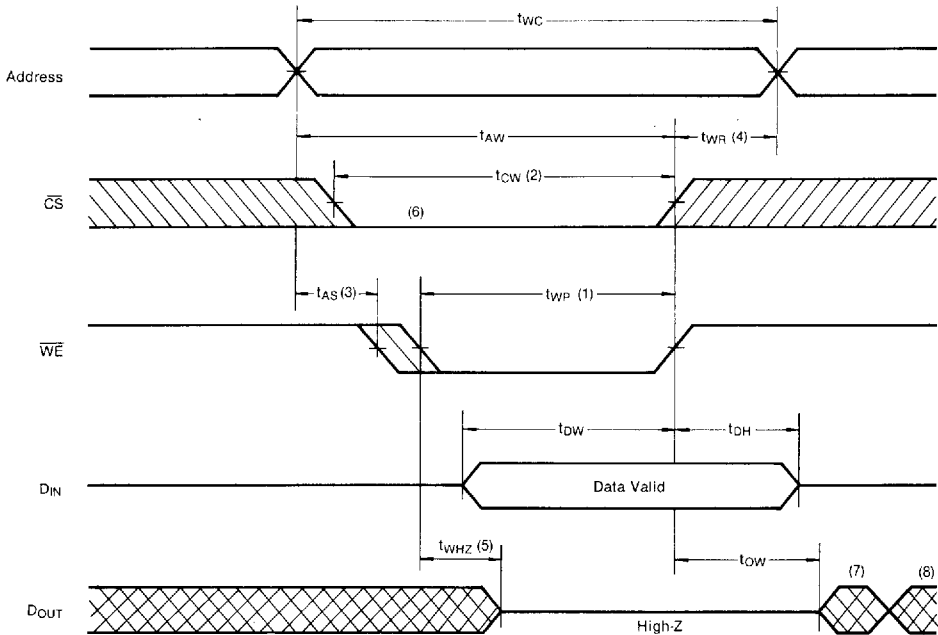 tWC
Address
tAW
tWR (4)
tCW (2)
CS
(6)
tAS (3)
tWP (1)
WE
tDW
tDH
DIN
Data Valid
tWHZ (5)
tOW
(7)
(8)
DOUT
High-Z